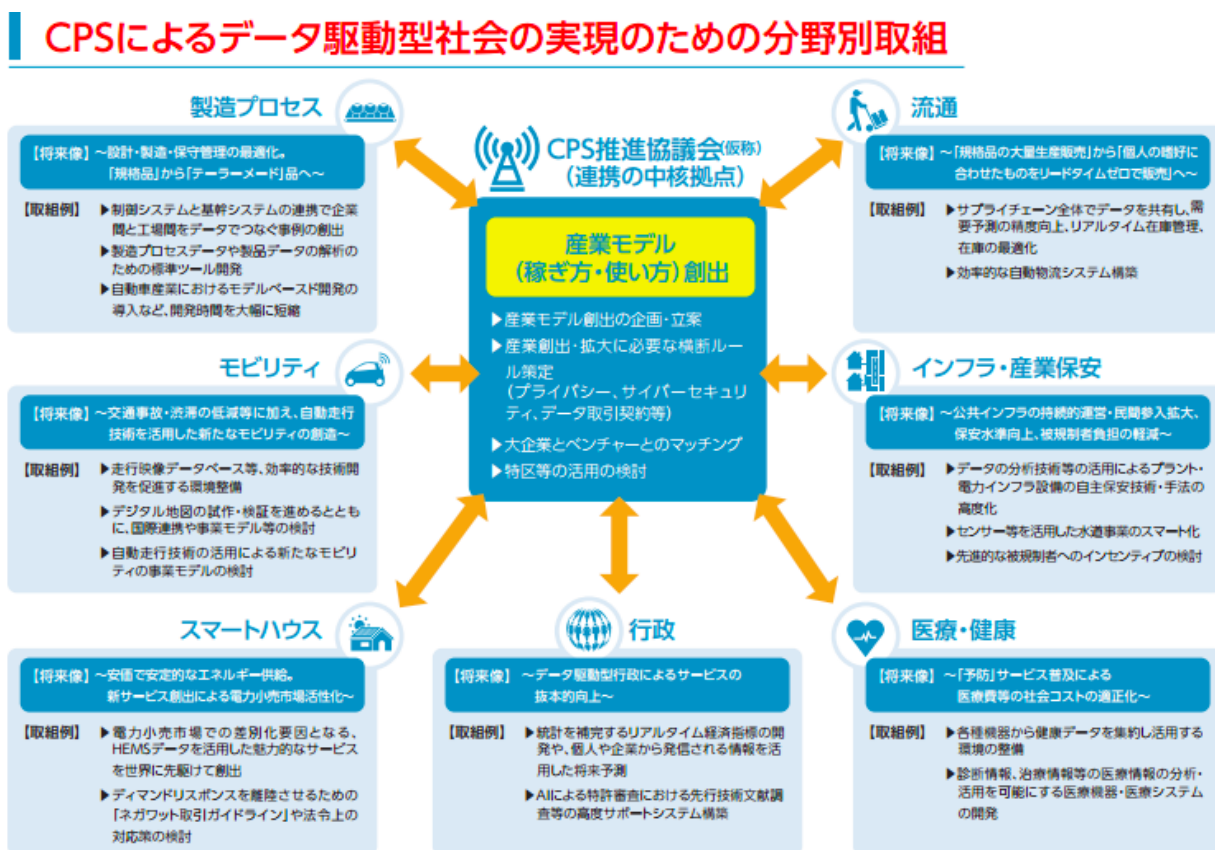 CPSによるデータ駆動型社会の実現のための分野別取組
製造プロセス
【将来像】～設計・製造・保守管理の最適化。
「規格品」から「テーラーメード」品へ～
【取組例】
▶制御システムと基幹システムの連携で企業
間と工場間をデータでつなぐ事例の創出
▶製造プロセスデータや製品データの解析の
ための標準ツール開発
▶自動車産業におけるモデルベースド開発の
導入など、開発時間を大幅に短縮
CPS推進協議会(仮称)
(連携の中核拠点)
産業モデル
(稼ぎ方・使い方)創出
▶産業モデル創出の企画・立案
▶産業創出・拡大に必要な横断ルー
ル策定
(プライバシー、サイバーセキュリ
ティ、データ取引契約等)
▶大企業とベンチャーとのマッチング
▶特区等の活用の検討
流通
【将来像】～「規格品の大量生産販売」から「個人の嗜好に
合わせたものをリードタイムゼロで販売」へ～
【取組例】
▶サプライチェーン全体でデータを共有し、需
要予測の精度向上、リアルタイム在庫管理、
在庫の最適化
▶効率的な自動物流システム構築
モビリティ
【将来像】～交通事故・渋滞の低減等に加え、自動走行
技術を活用した新たなモビリティの創造～
【取組例】
▶走行映像データベース等、効率的な技術開
発を促進する環境整備
▶デジタル地図の試作・検証を進めるととも
に、国際連携や事業モデル等の検討
▶自動走行技術の活用による新たなモビリ
ティの事業モデルの検討
インフラ・産業保安
【将来像】～公共インフラの持続的運営・民間参入拡大、
保安水準向上、被規制者負担の軽減～
【取組例】
▶データの分析技術等の活用によるプラント・
電力インフラ設備の自主保安技術・手法の
高度化
▶センサー等を活用した水道事業のスマート化
▶先進的な被規制者へのインセンティブの検討
スマートハウス
【将来像】～安価で安定的なエネルギー供給。
新サービス創出による電力小売市場活性化～
【取組例】
▶電力小売市場での差別化要因となる、
HEMSデータを活用した魅力的なサービス
を世界に先駆けて創出
▶ディマンドリスポンスを離陸させるための
「ネガワット取引ガイドライン」や法令上の
対応策の検討
行政
【将来像】～データ駆動型行政によるサービスの
抜本的向上～
【取組例】
▶統計を補完するリアルタイム経済指標の開
発や、個人や企業から発信される情報を活
用した将来予測
▶AIによる特許審査における先行技術文献調
査等の高度サポートシステム構築
医療・健康
【将来像】～「予防」サービス普及による
医療費等の社会コストの適正化～
【取組例】
▶各種機器から健康データを集約し活用する
環境の整備
▶診断情報、治療情報等の医療情報の分析・
活用を可能にする医療機器・医療システム
の開発